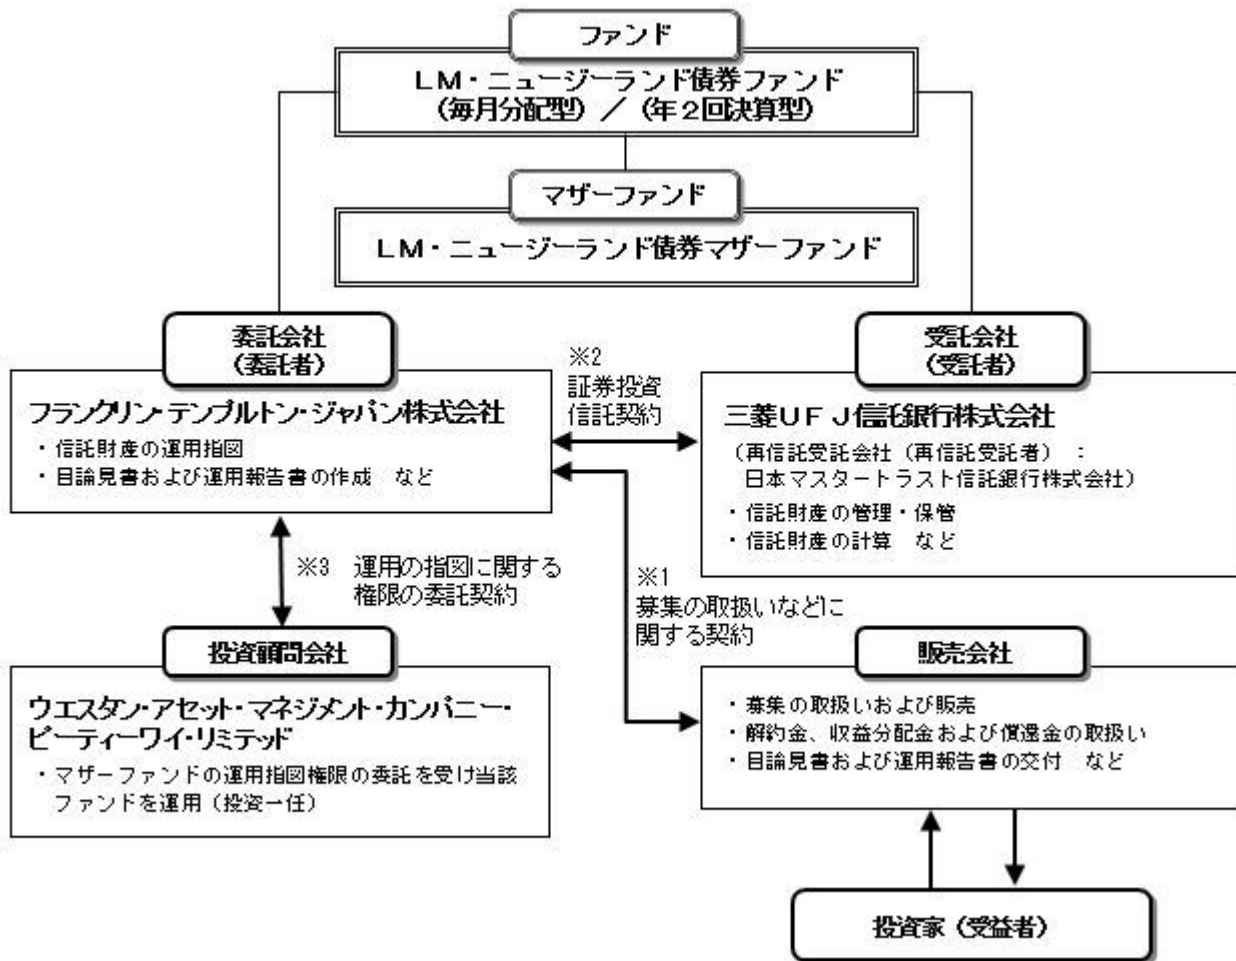 ファンド
LM・ニュージーランド債券ファンド
(毎月分配型) / (年2回決算型)
マザーファンド
LM・ニュージーランド債券マザーファンド
委託会社
(委託者)
フランクリン・テンプルトン・ジャパン株式会社
・信託財産の運用指図
・目論見書および運用報告書の作成 など
※2
証券投資
信託契約
受託会社
(受託者)
三菱UFJ信託銀行株式会社
(再信託受託会社(再信託受託者):
日本マスタートラスト信託銀行株式会社)
・信託財産の管理・保管
・信託財産の計算 など
※3 運用の指図に関する
権限の委託契約
※1
募集の取扱いなどに
関する契約
投資顧問会社
ウエスタン・アセット・マネジメント・カンパニー・
ピーティーワイ・リミテッド
・マザーファンドの運用指図権限の委託を受け当該
ファンドを運用(投資一任)
販売会社
・募集の取扱いおよび販売
・解約金、収益分配金および償還金の取扱い
・目論見書および運用報告書の交付 など
投資家(受益者)